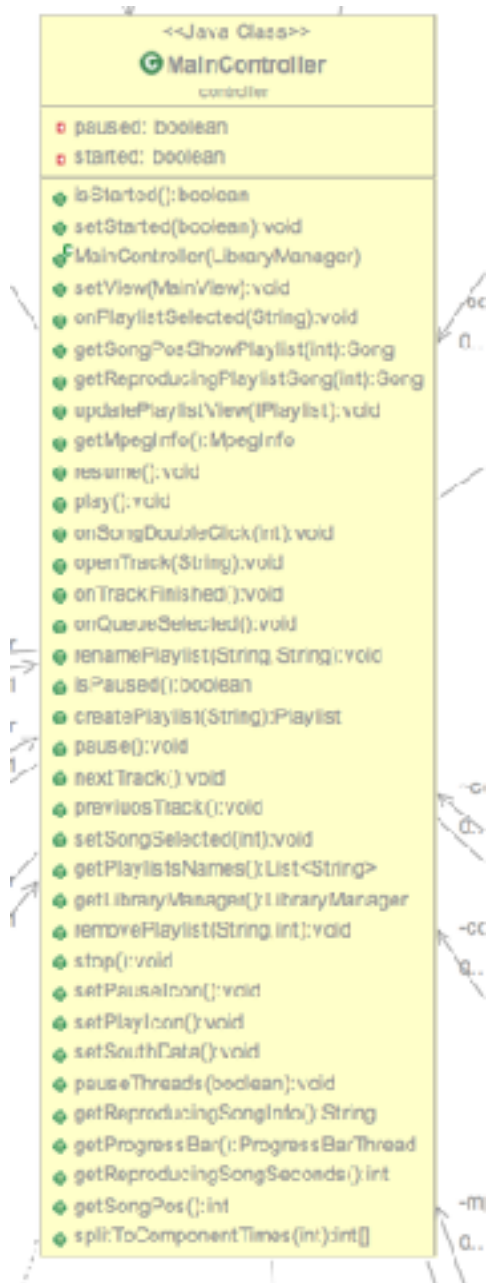 <<Java Class>>
MainController
controller
paused: boolean
started: boolean
isStarted():boolean
setStarted(boolean):void
MainController(LibraryManager)
setView(MainView):void
onPlaylistSelected(String):void
getSongPosShowPlaylist(int):Song
getReproducingPlaylistSong(int):Song
updatePlaylistView(IPlaylist):void
getMpegInfo():MpegInfo
resume():void
play():void
onSongDoubleClick(int):void
openTrack(String):void
onTrackFinished():void
onQueueSelected():void
renamePlaylist(String,String):void
isPaused():boolean
createPlaylist(String):Playlist
pause():void
nextTrack():void
previuosTrack():void
setSongSelected(int):void
getPlaylistsNames():List<String>
getLibraryManager():LibraryManager
removePlaylist(String,int):void
stop():void
setPauseIcon():void
setPlayIcon():void
setSouthData():void
pauseThreads(boolean):void
getReproducingSongInfo():String
getProgressBar():ProgressBarThread
getReproducingSongSeconds():int
getSongPos():int
splitToComponentTimes(int):int[]
0..
0..
-m
0..